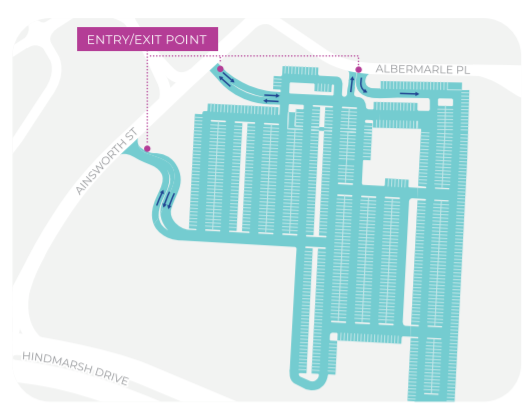 ENTRY/EXIT POINT
ALBERMARLE PL
AINSWORTH ST
HINDMARSH DRIVE